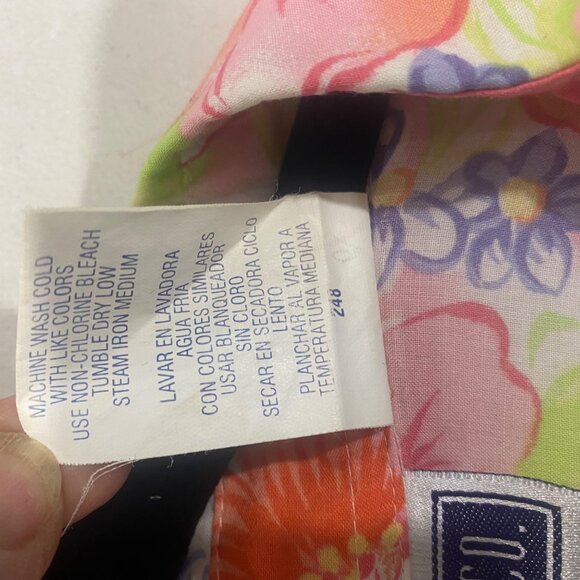 MACHINE WASH COLD
WITH LIKE COLORS
USE NON-CHLORINE BLEACH
TUMBLE DRY LOW
STEAM IRON MEDIUM
LAVAR EN LAVADORA
AGUA FRIA
CON COLORES SIMILARES
USAR BLANQUEADOR
SIN CLORO
SECAR EN SECADORA CICLO
LENTO
PLANCHAR AL VAPOR A
TEMPERATURA MEDIANA
248
CO.